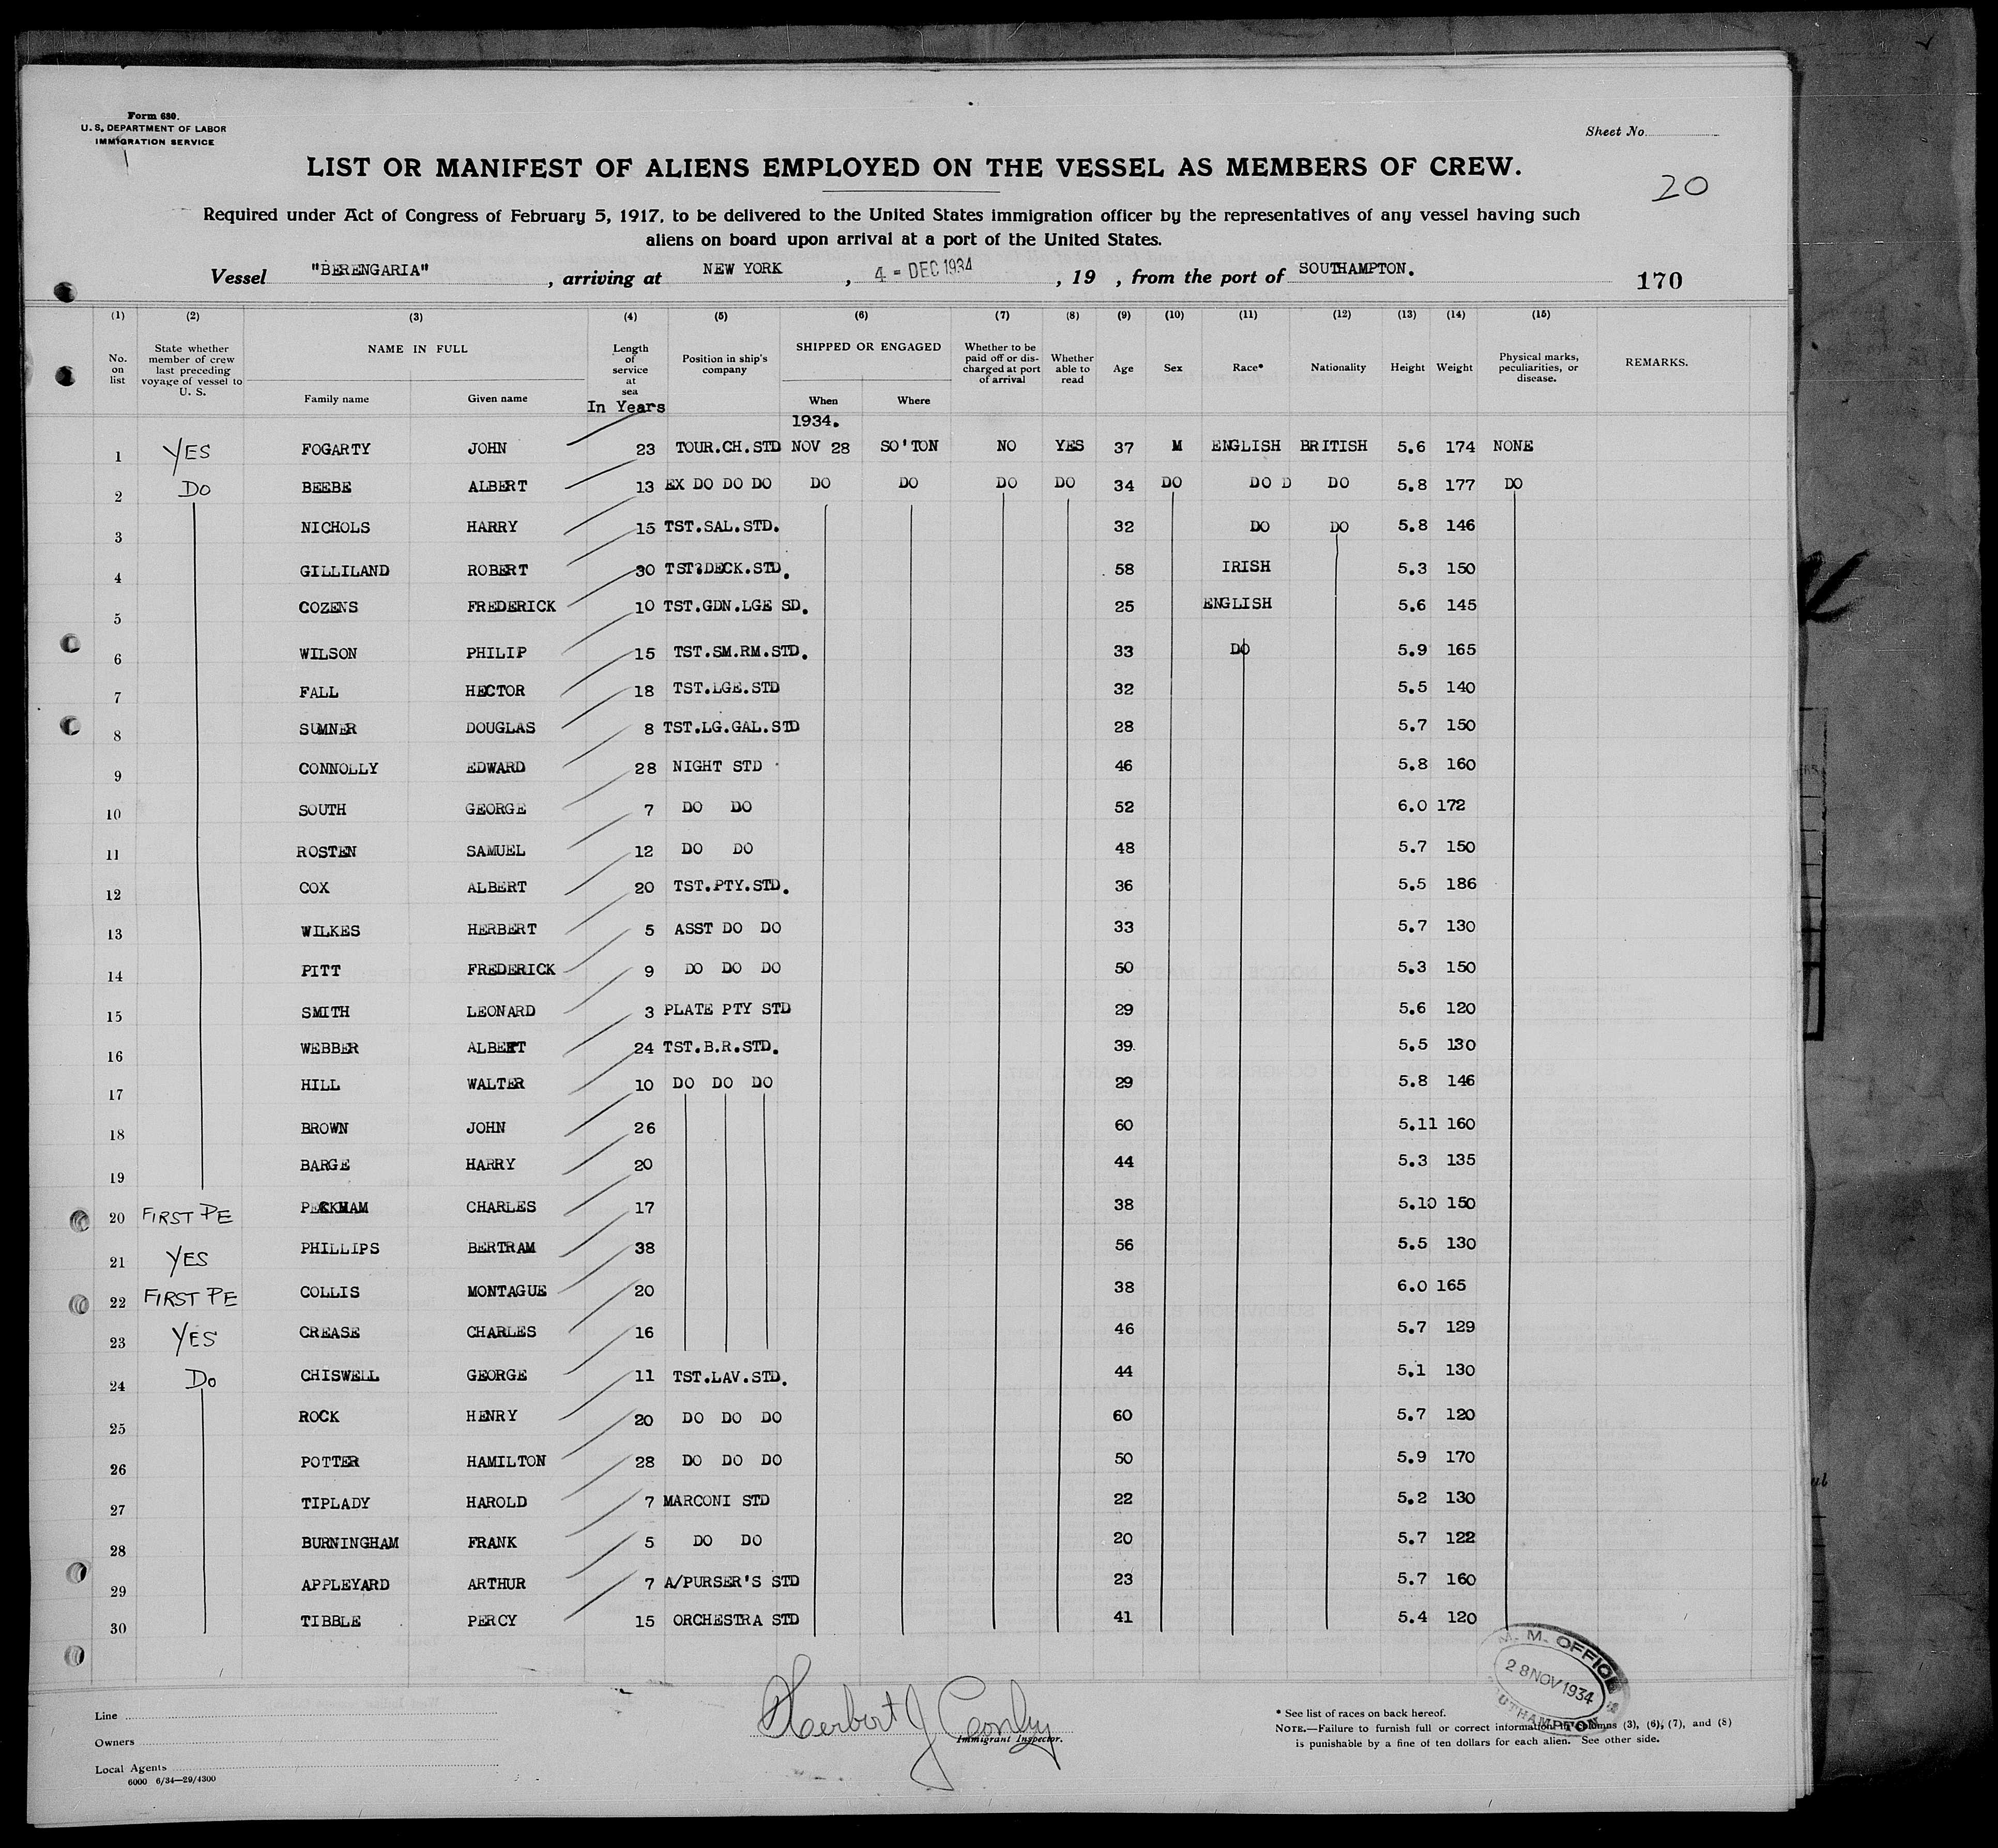 Form 680.
U. S. DEPARTMENT OF LABOR
IMMIGRATION SERVICE
Sheet No.
LIST OR MANIFEST OF ALIENS EMPLOYED ON THE VESSEL AS MEMBERS OF CREW.
20
Required under Act of Congress of February 5, 1917, to be delivered to the United States immigration officer by the representatives of any vessel having such
aliens on board upon arrival at a port of the United States.
Vessel "BERENGARIA" , arriving at NEW YORK , 4 - DEC 1934 , 19 , from the port of SOUTHAMPTON. 170
(1) (2) (3) (4) (5) (6) (7) (8) (9) (10) (11) (12) (13) (14) (15)
No. on list State whether member of crew last preceding voyage of vessel to U. S. NAME IN FULL Family name Given name Length of service at sea In Years Position in ship's company SHIPPED OR ENGAGED When Where Whether to be paid off or discharged at port of arrival Whether able to read Age Sex Race* Nationality Height Weight Physical marks, peculiarities, or disease. REMARKS.
1934.
1 YES FOGARTY JOHN 23 TOUR.CH.STD NOV 28 SO'TON NO YES 37 M ENGLISH BRITISH 5.6 174 NONE
2 DO BEEBE ALBERT 13 EX DO DO DO DO DO DO DO 34 DO DO D DO 5.8 177 DO
3 NICHOLS HARRY 15 TST.SAL.STD. 32 DO DO 5.8 146
4 GILLILAND ROBERT 30 TST?DECK.STD. 58 IRISH 5.3 150
5 COZENS FREDERICK 10 TST.GDN.LGE SD. 25 ENGLISH 5.6 145
6 WILSON PHILIP 15 TST.SM.RM.STD. 33 DO 5.9 165
7 FALL HECTOR 18 TST.LGE.STD 32 5.5 140
8 SUMNER DOUGLAS 8 TST.LG.GAL.STD 28 5.7 150
9 CONNOLLY EDWARD 28 NIGHT STD 46 5.8 160
10 SOUTH GEORGE 7 DO DO 52 6.0 172
11 ROSTEN SAMUEL 12 DO DO 48 5.7 150
12 COX ALBERT 20 TST.PTY.STD. 36 5.5 186
13 WILKES HERBERT 5 ASST DO DO 33 5.7 130
14 PITT FREDERICK 9 DO DO DO 50 5.3 150
15 SMITH LEONARD 3 PLATE PTY STD 29 5.6 120
16 WEBBER ALBERT 24 TST.B.R.STD. 39 5.5 130
17 HILL WALTER 10 DO DO DO 29 5.8 146
18 BROWN JOHN 26 60 5.11 160
19 BARGE HARRY 20 44 5.3 135
20 FIRST PE PECKHAM CHARLES 17 38 5.10 150
21 YES PHILLIPS BERTRAM 38 56 5.5 130
22 FIRST PE COLLIS MONTAGUE 20 38 6.0 165
23 YES CREASE CHARLES 16 46 5.7 129
24 Do CHISWELL GEORGE 11 TST.LAV.STD. 44 5.1 130
25 ROCK HENRY 20 DO DO DO 60 5.7 120
26 POTTER HAMILTON 28 DO DO DO 50 5.9 170
27 TIPLADY HAROLD 7 MARCONI STD 22 5.2 130
28 BURNINGHAM FRANK 5 DO DO 20 5.7 122
29 APPLEYARD ARTHUR 7 A/PURSER'S STD 23 5.7 160
30 TIBBLE PERCY 15 ORCHESTRA STD 41 5.4 120
M. M. OFFICE
28 NOV 1934
Line
Owners
Local Agents
6000 6/34—29/4300
Herbert J
Immigrant Inspector.
* See list of races on back hereof.
NOTE.—Failure to furnish full or correct information in columns (3), (6), (7), and (8)
is punishable by a fine of ten dollars for each alien. See other side.